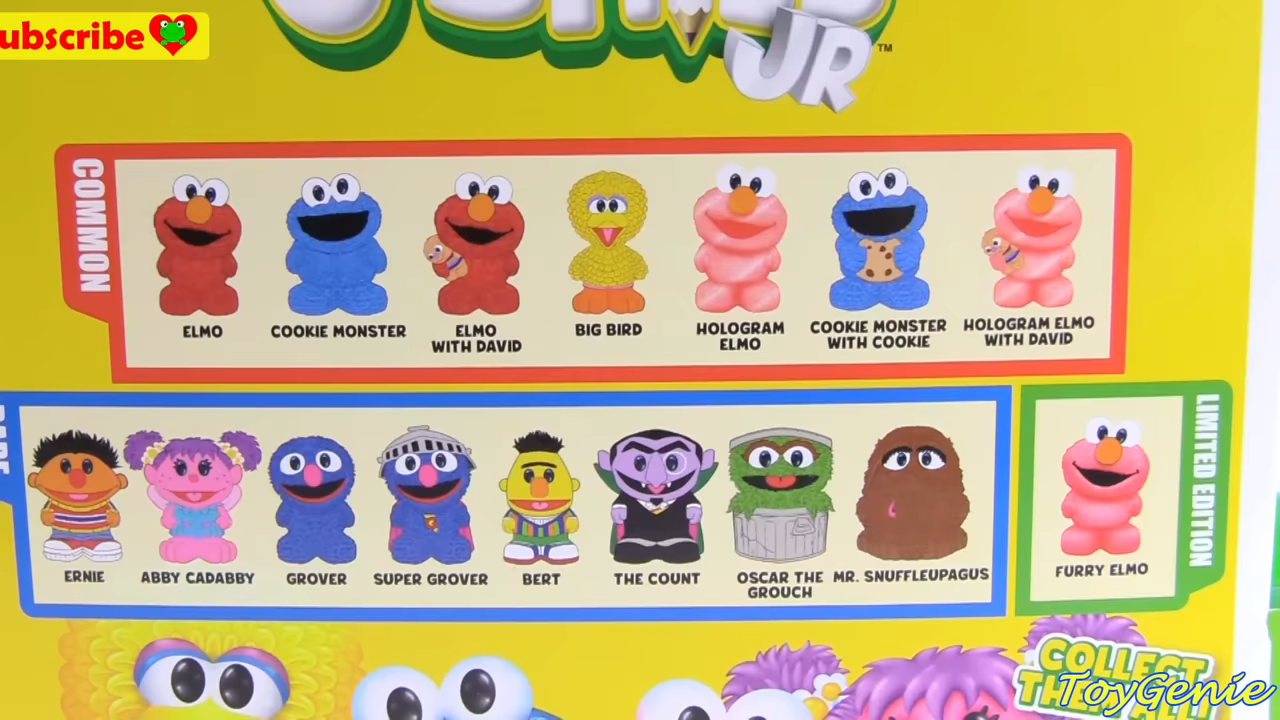 ubscribe
JR
TM
COMMON
ELMO
COOKIE MONSTER
ELMO
WITH DAVID
BIG BIRD
HOLOGRAM
ELMO
COOKIE MONSTER
WITH COOKIE
HOLOGRAM ELMO
WITH DAVID
ERNIE
ABBY CADABBY
GROVER
SUPER GROVER
BERT
THE COUNT
OSCAR THE
GROUCH
MR. SNUFFLEUPAGUS
LIMITED EDITION
FURRY ELMO
COLLECT
ToyGenie